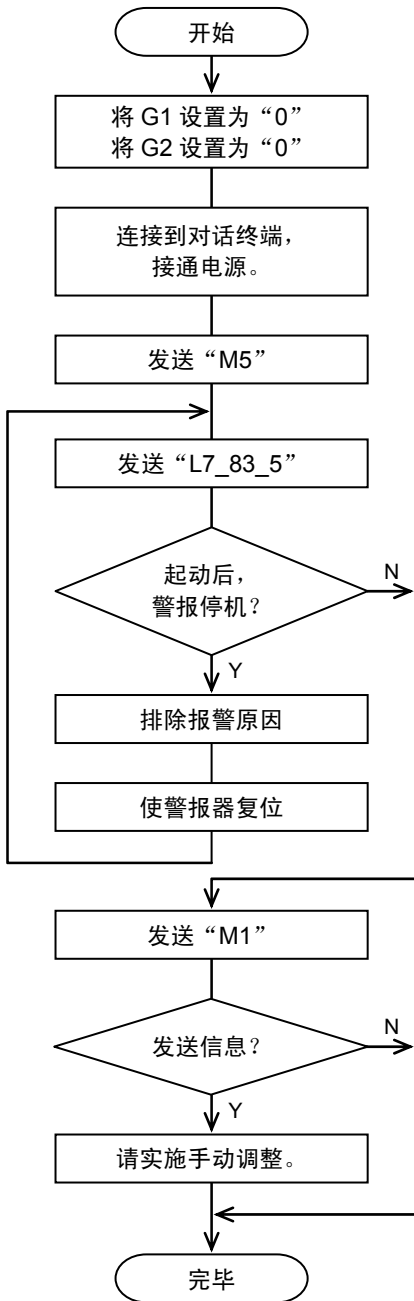 开始
将 G1 设置为“0”
将 G2 设置为“0”
连接到对话终端，
接通电源。
发送“M5”
发送“L7_83_5”
起动后，
警报停机？
N
Y
排除报警原因
使警报器复位
发送“M1”
发送信息？
N
Y
请实施手动调整。
完毕